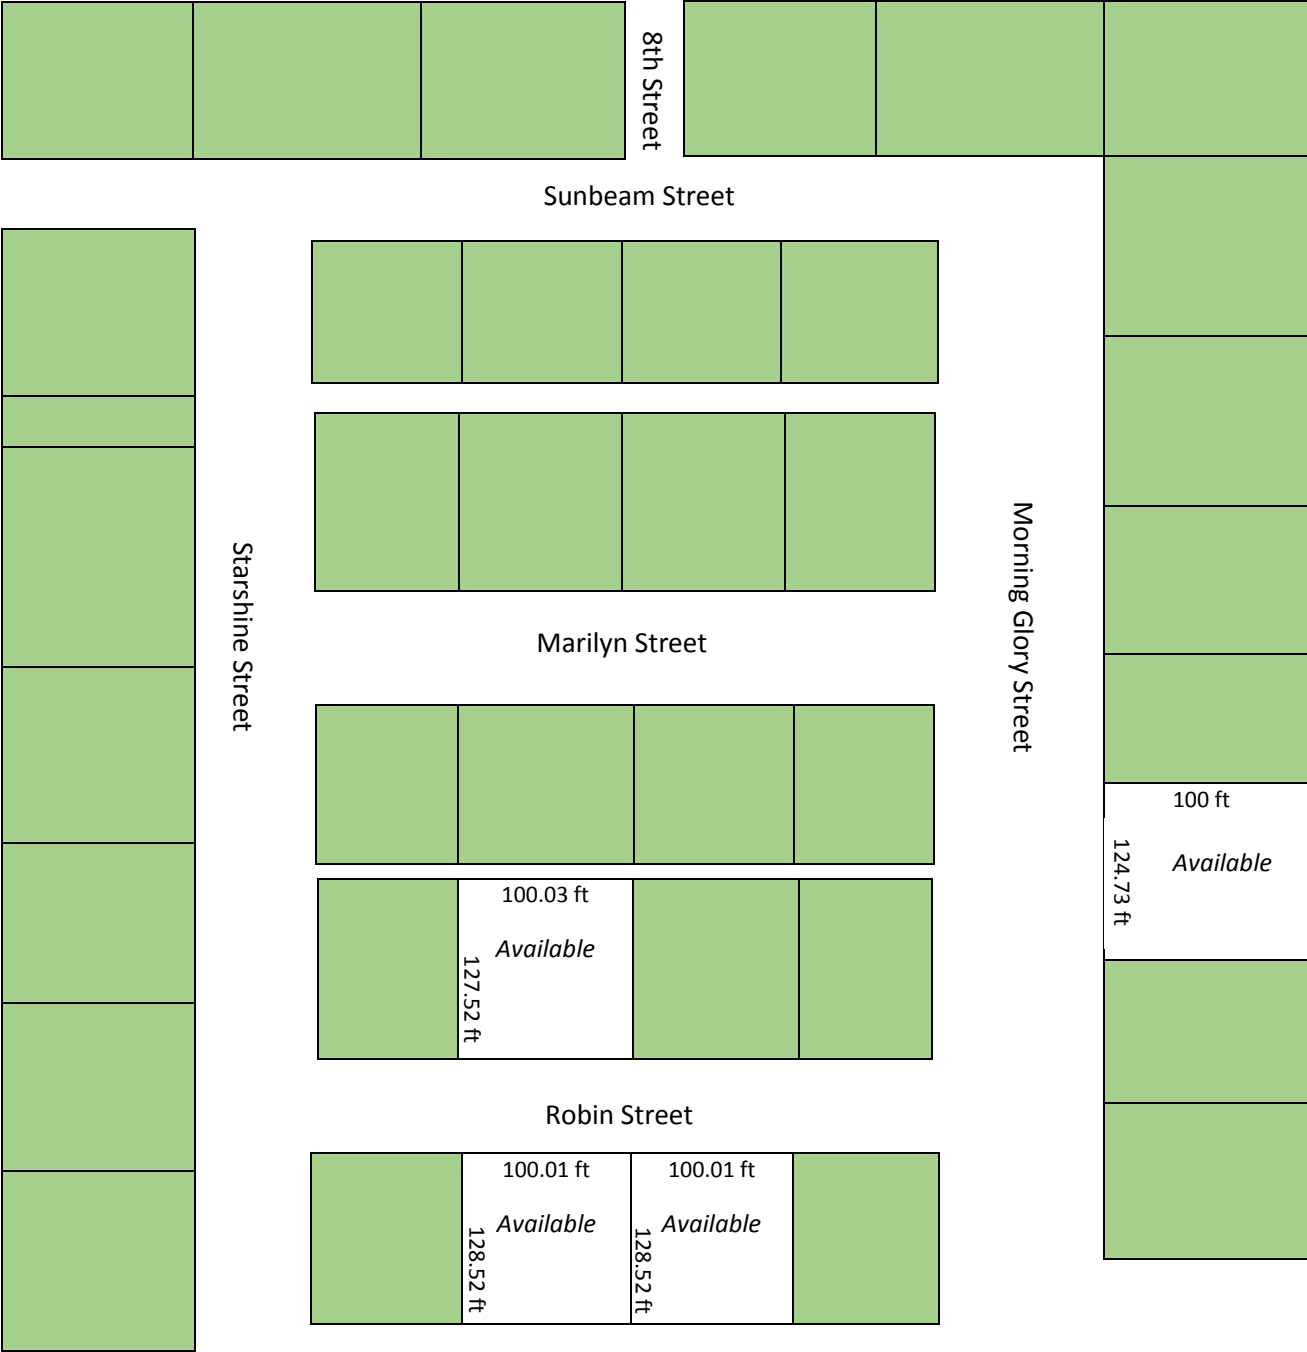 8th Street
Sunbeam Street
Starshine Street
Morning Glory Street
Marilyn Street
100 ft
124.73 ft
Available
100.03 ft
Available
127.52 ft
Robin Street
100.01 ft
Available
128.52 ft
100.01 ft
Available
128.52 ft